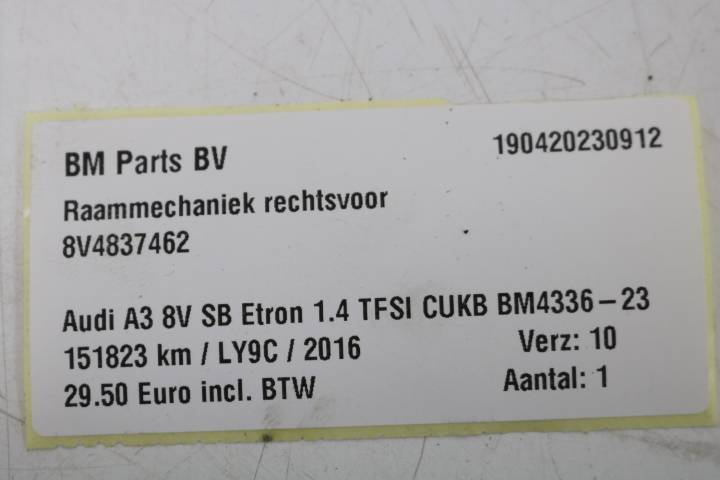 BM Parts BV 190420230912
Raammechaniek rechtsvoor
8V4837462
Audi A3 8V SB Etron 1.4 TFSI CUKB BM4336-23
151823 km / LY9C / 2016 Verz: 10
29.50 Euro incl. BTW Aantal: 1